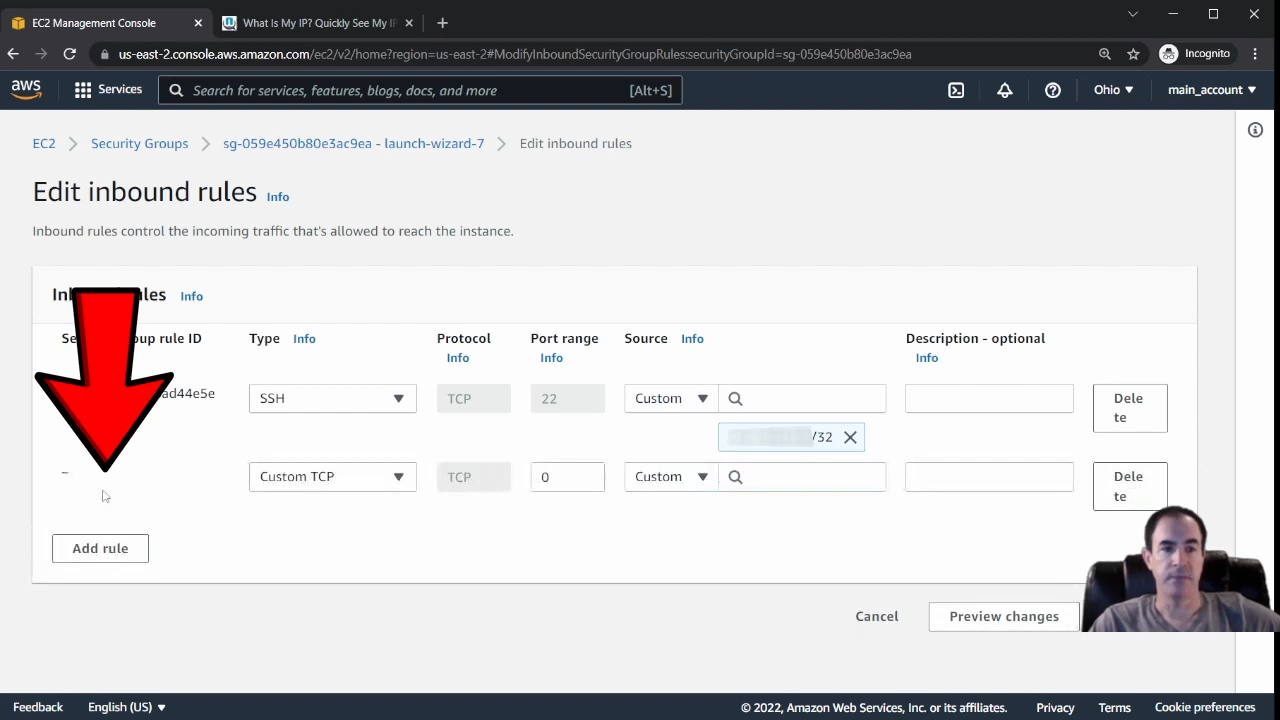 EC2 Management Console
What Is My IP? Quickly See My IP
us-east-2.console.aws.amazon.com/ec2/v2/home?region=us-east-2#ModifyInboundSecurityGroupRules:securityGroupId=sg-059e450b80e3ac9ea
Incognito
aws
Services
Search for services, features, blogs, docs, and more
[Alt+S]
Ohio
main_account
EC2
Security Groups
sg-059e450b80e3ac9ea - launch-wizard-7
Edit inbound rules
Edit inbound rules Info
Inbound rules control the incoming traffic that's allowed to reach the instance.
Info
rule ID
Type Info
Protocol
Info
Port range
Info
Source Info
Description - optional
Info
ad44e5e
SSH
TCP
22
Custom
Dele
te
/32
–
Custom TCP
TCP
0
Custom
Dele
te
Add rule
Cancel
Preview changes
Feedback
English (US)
© 2022, Amazon Web Services, Inc. or its affiliates.
Privacy
Terms
Cookie preferences